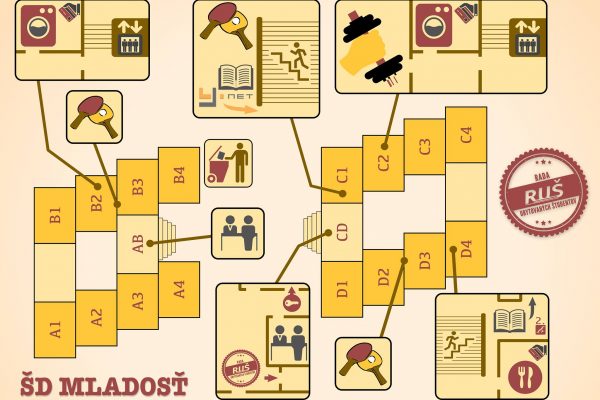 Y.NET
B1
B2
B3
B4
AB
A1
A2
A3
A4
C1
C2
C3
C4
CD
D1
D2
D3
D4
RADA
RUŠ
UBYTOVANÝCH ŠTUDENTOV
RUŠ
2.
ŠD MLADOSŤ